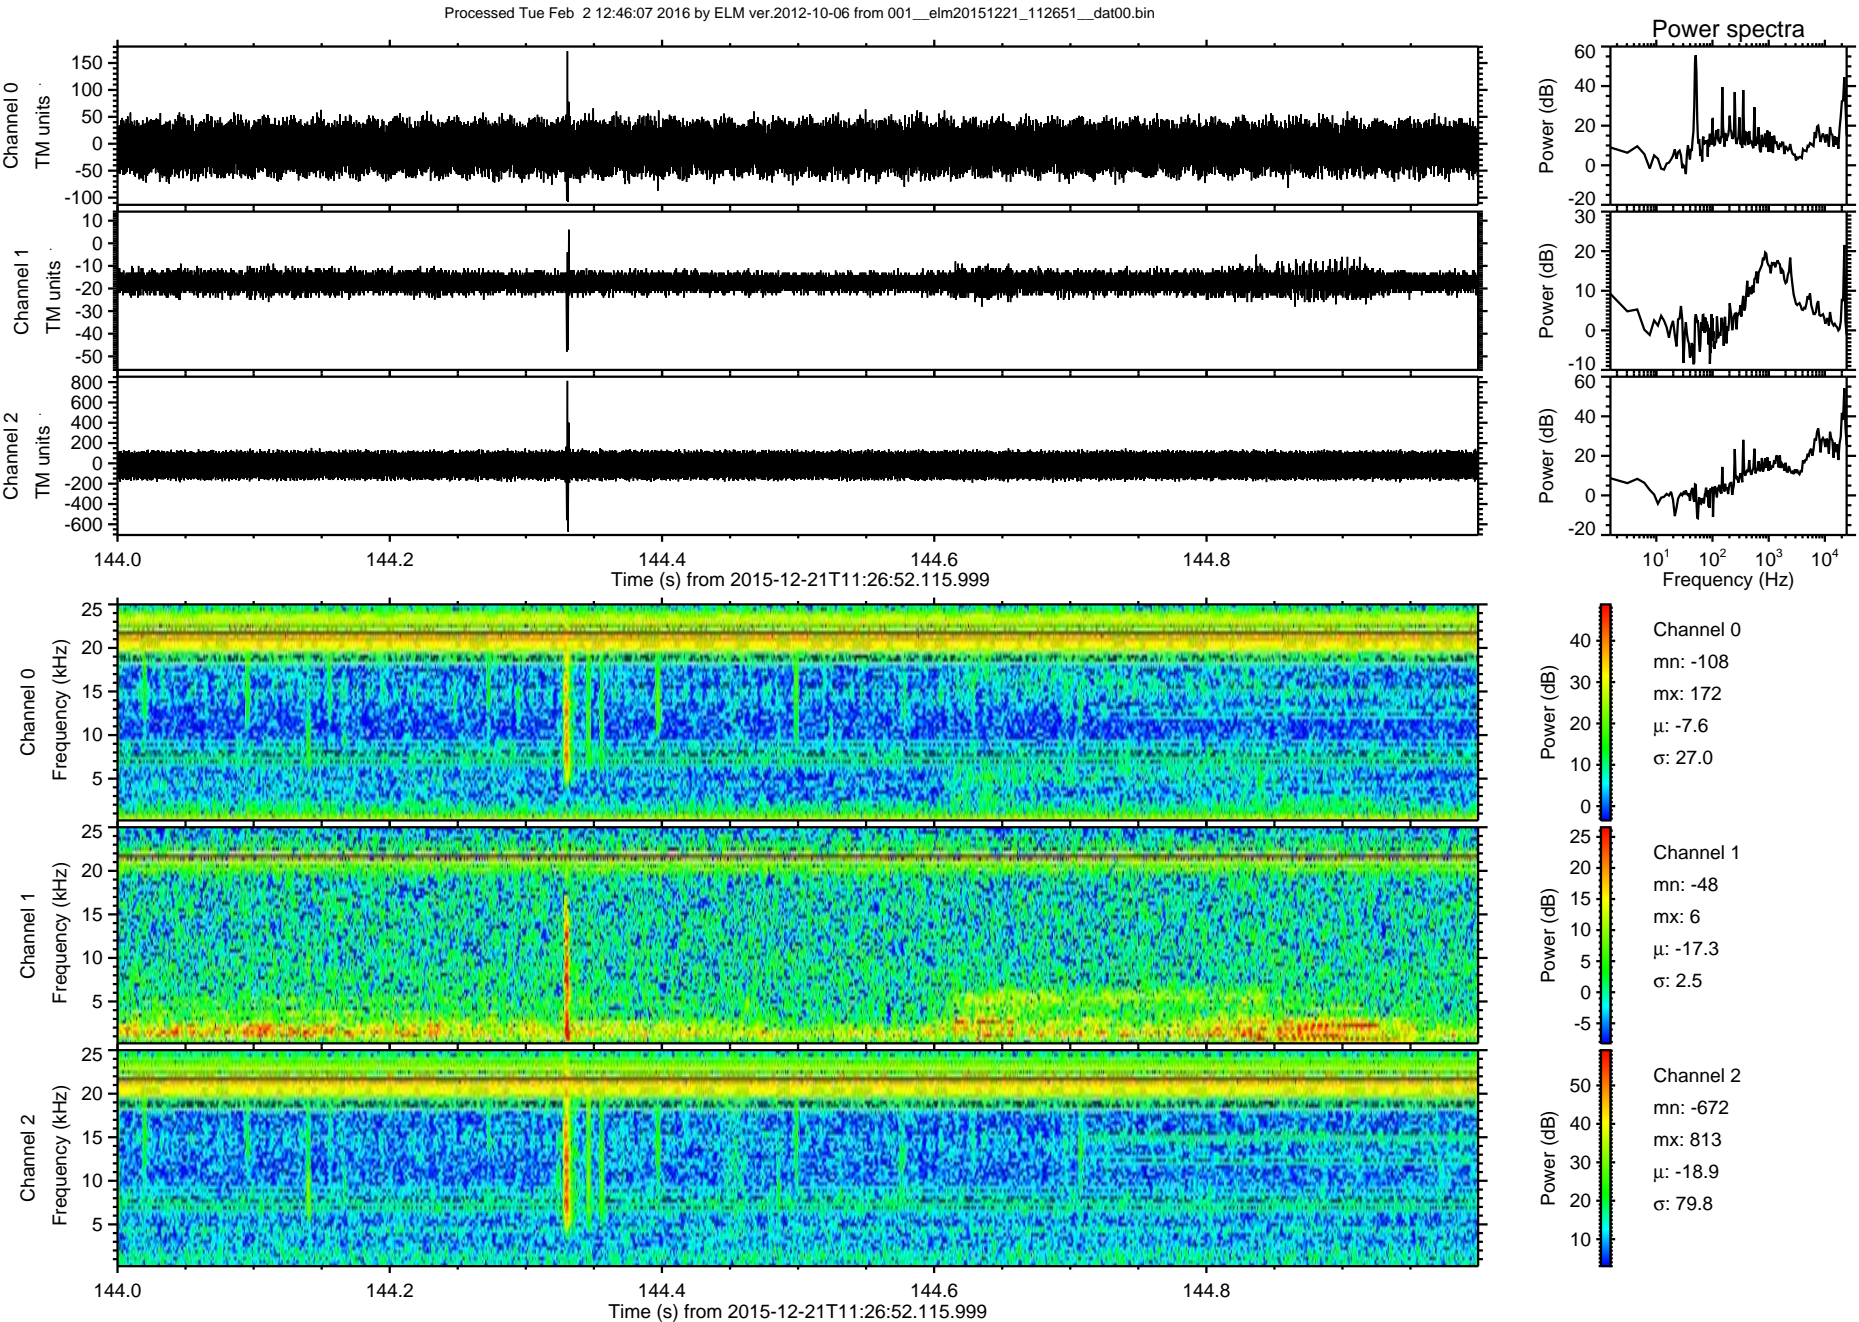 Processed Tue Feb 2 12:46:07 2016 by ELM ver.2012-10-06 from 001__elm20151221_112651__dat00.bin
Power spectra
Channel 0
TM units
150
100
50
0
-50
-100
Power (dB)
60
40
20
0
-20
Channel 1
TM units
10
0
-10
-20
-30
-40
-50
Power (dB)
30
20
10
0
-10
Channel 2
TM units
800
600
400
200
0
-200
-400
-600
Power (dB)
60
40
20
0
-20
144.0 144.2 144.4 144.6 144.8
Time (s) from 2015-12-21T11:26:52.115.999
10^1 10^2 10^3 10^4
Frequency (Hz)
Channel 0
Frequency (kHz)
25
20
15
10
5
Power (dB)
40
30
20
10
0
Channel 0
mn: -108
mx: 172
μ: -7.6
σ: 27.0
Channel 1
Frequency (kHz)
25
20
15
10
5
Power (dB)
25
20
15
10
5
0
-5
Channel 1
mn: -48
mx: 6
μ: -17.3
σ: 2.5
Channel 2
Frequency (kHz)
25
20
15
10
5
Power (dB)
50
40
30
20
10
Channel 2
mn: -672
mx: 813
μ: -18.9
σ: 79.8
144.0 144.2 144.4 144.6 144.8
Time (s) from 2015-12-21T11:26:52.115.999